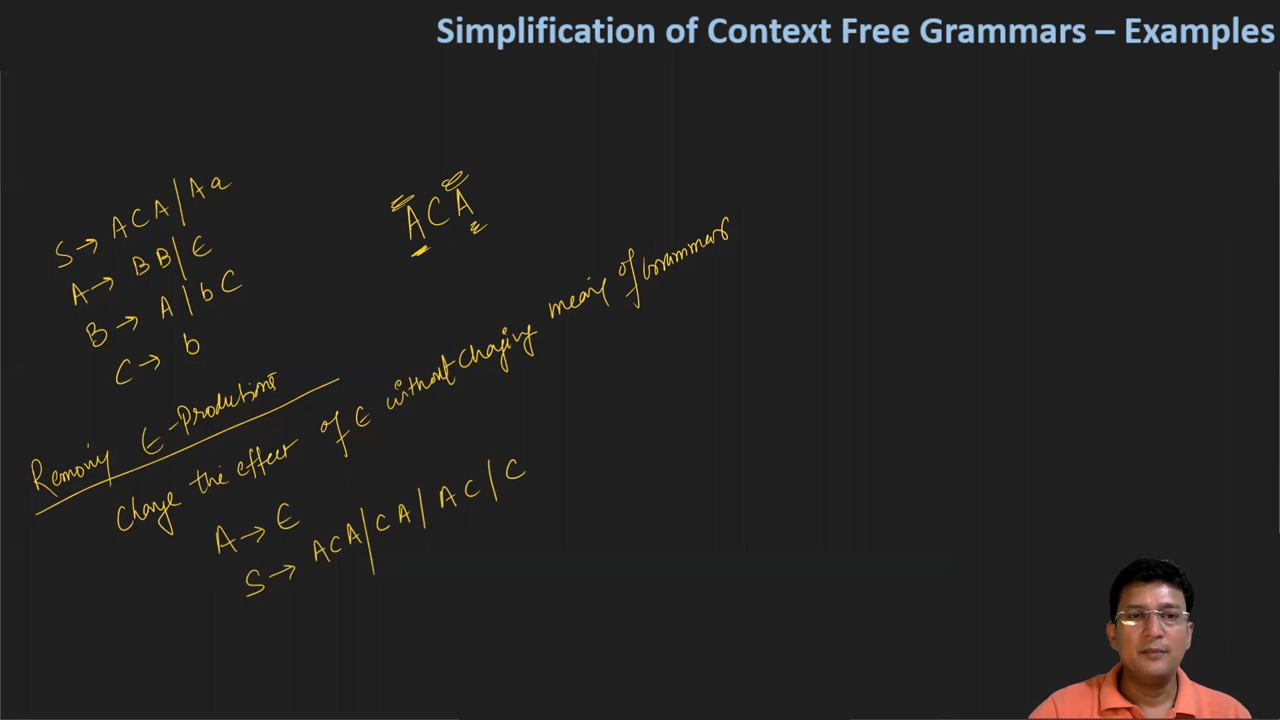 Simplification of Context Free Grammars – Examples
S → ACA | Aa
A → BB | ε
B → A | bC
C → b
ACA
Removing ε-Productions
Change the effect of ε without changing meaning of Grammar
A → ε
S → ACA | CA | AC | C